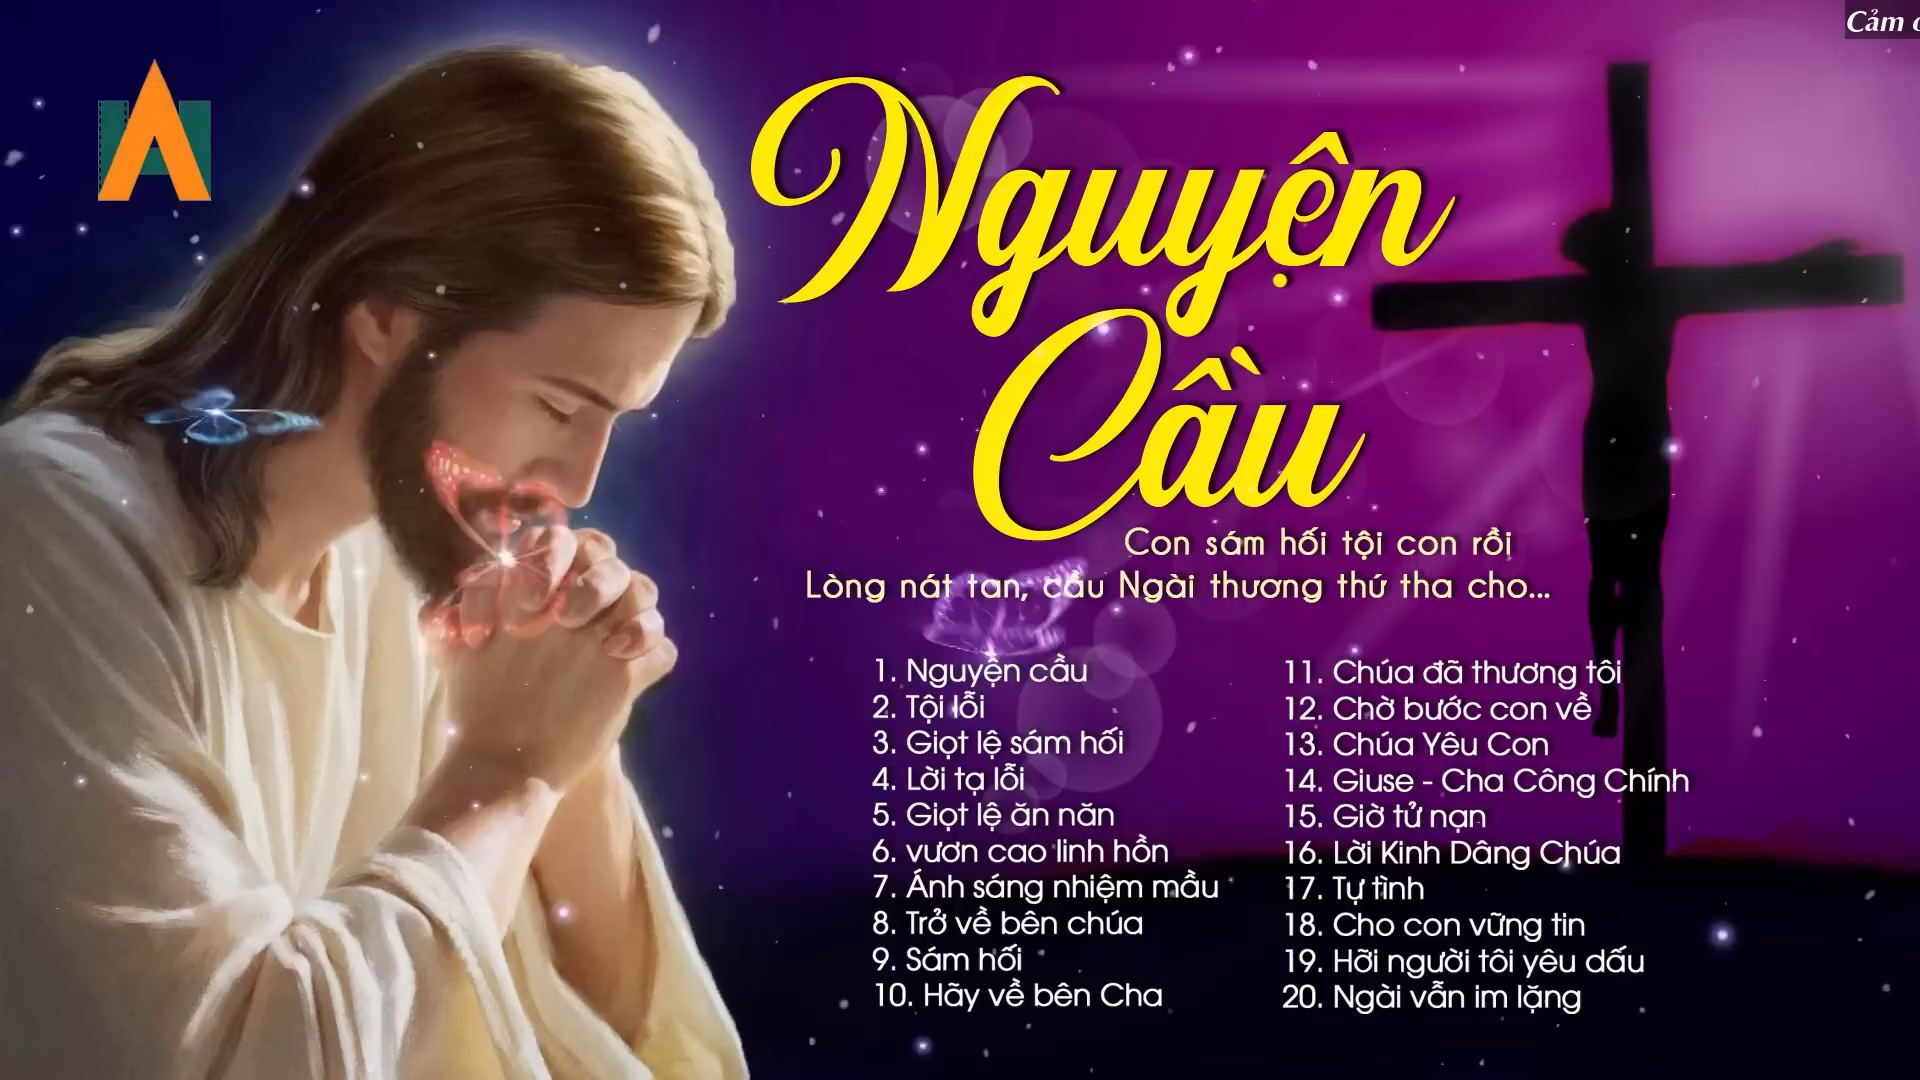 Cảm
Nguyện
Cầu
Con sám hối tội con rồi
Lòng nát tan, cầu Ngài thương thứ tha cho...
1. Nguyện cầu
2. Tội lỗi
3. Giọt lệ sám hối
4. Lời tạ lỗi
5. Giọt lệ ăn năn
6. vươn cao linh hồn
7. Ánh sáng nhiệm mầu
8. Trở về bên chúa
9. Sám hối
10. Hãy về bên Cha
11. Chúa đã thương tôi
12. Chờ bước con về
13. Chúa Yêu Con
14. Giuse - Cha Công Chính
15. Giờ tử nạn
16. Lời Kinh Dâng Chúa
17. Tự tình
18. Cho con vững tin
19. Hỡi người tôi yêu dấu
20. Ngài vẫn im lặng